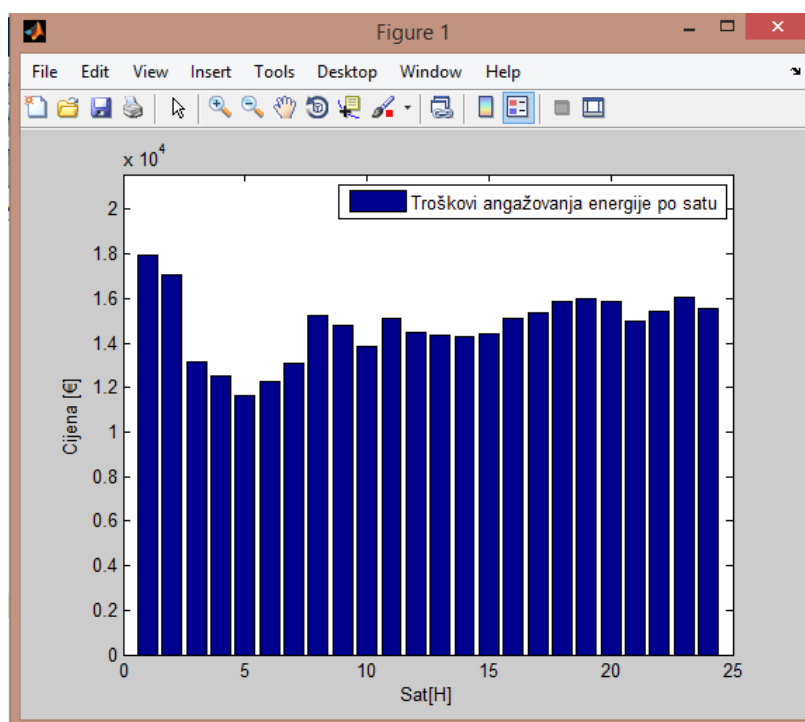 Figure 1
File Edit View Insert Tools Desktop Window Help
x 10^4
Troškovi angažovanja energije po satu
2
1.8
1.6
1.4
1.2
1
0.8
0.6
0.4
0.2
0
Cijena [€]
0 5 10 15 20 25
Sat[H]